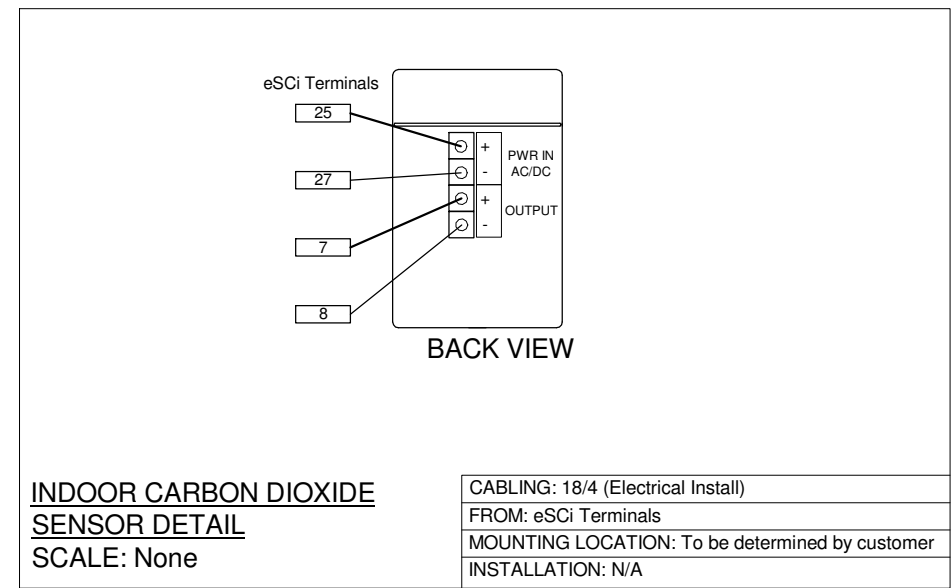 eSCi Terminals
25
27
7
8
+
-
PWR IN
AC/DC
+
-
OUTPUT
BACK VIEW
INDOOR CARBON DIOXIDE
SENSOR DETAIL
SCALE: None
CABLING: 18/4 (Electrical Install)
FROM: eSCi Terminals
MOUNTING LOCATION: To be determined by customer
INSTALLATION: N/A